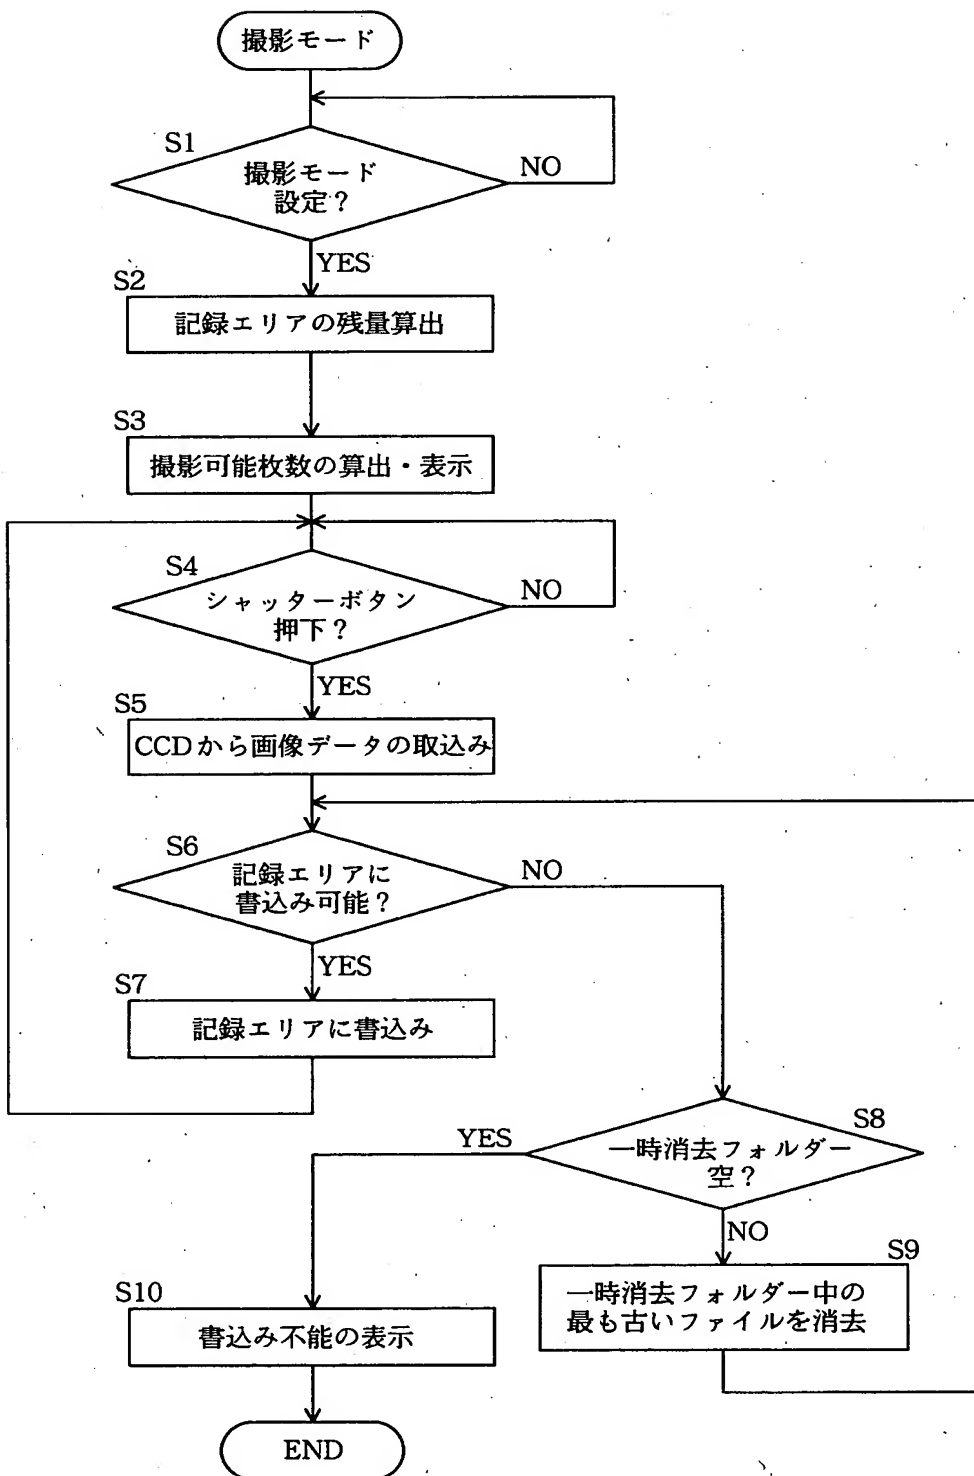 撮影モード
S1
撮影モード
設定？
NO
YES
S2
記録エリアの残量算出
S3
撮影可能枚数の算出・表示
S4
シャッターボタン
押下？
NO
YES
S5
CCDから画像データの取込み
S6
記録エリアに
書込み可能？
NO
YES
S7
記録エリアに書込み
S8
一時消去フォルダー
空？
YES
NO
S9
一時消去フォルダー中の
最も古いファイルを消去
S10
書込み不能の表示
END